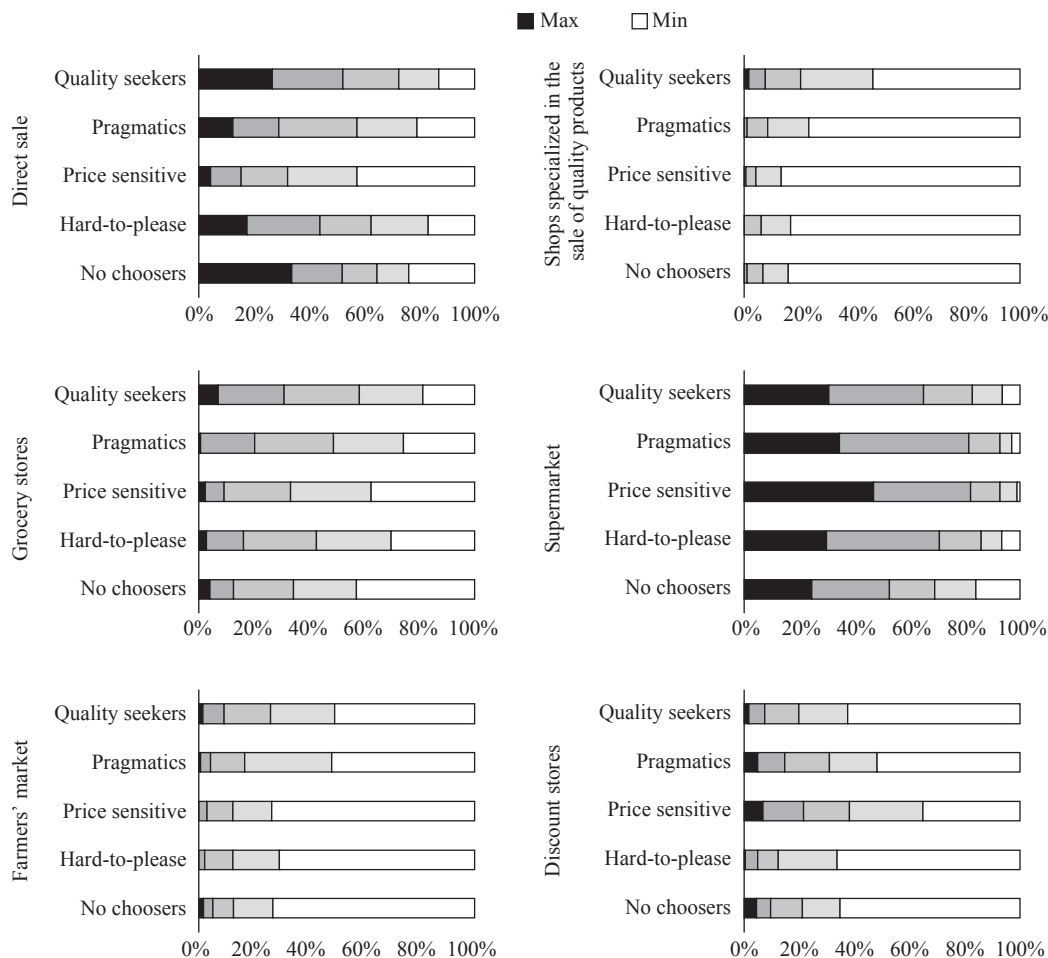 Max Min
Direct sale
Quality seekers
Pragmatics
Price sensitive
Hard-to-please
No choosers
0% 20% 40% 60% 80% 100%
Shops specialized in the
sale of quality products
Quality seekers
Pragmatics
Price sensitive
Hard-to-please
No choosers
0% 20% 40% 60% 80% 100%
Grocery stores
Quality seekers
Pragmatics
Price sensitive
Hard-to-please
No choosers
0% 20% 40% 60% 80% 100%
Supermarket
Quality seekers
Pragmatics
Price sensitive
Hard-to-please
No choosers
0% 20% 40% 60% 80% 100%
Farmers’ market
Quality seekers
Pragmatics
Price sensitive
Hard-to-please
No choosers
0% 20% 40% 60% 80% 100%
Discount stores
Quality seekers
Pragmatics
Price sensitive
Hard-to-please
No choosers
0% 20% 40% 60% 80% 100%